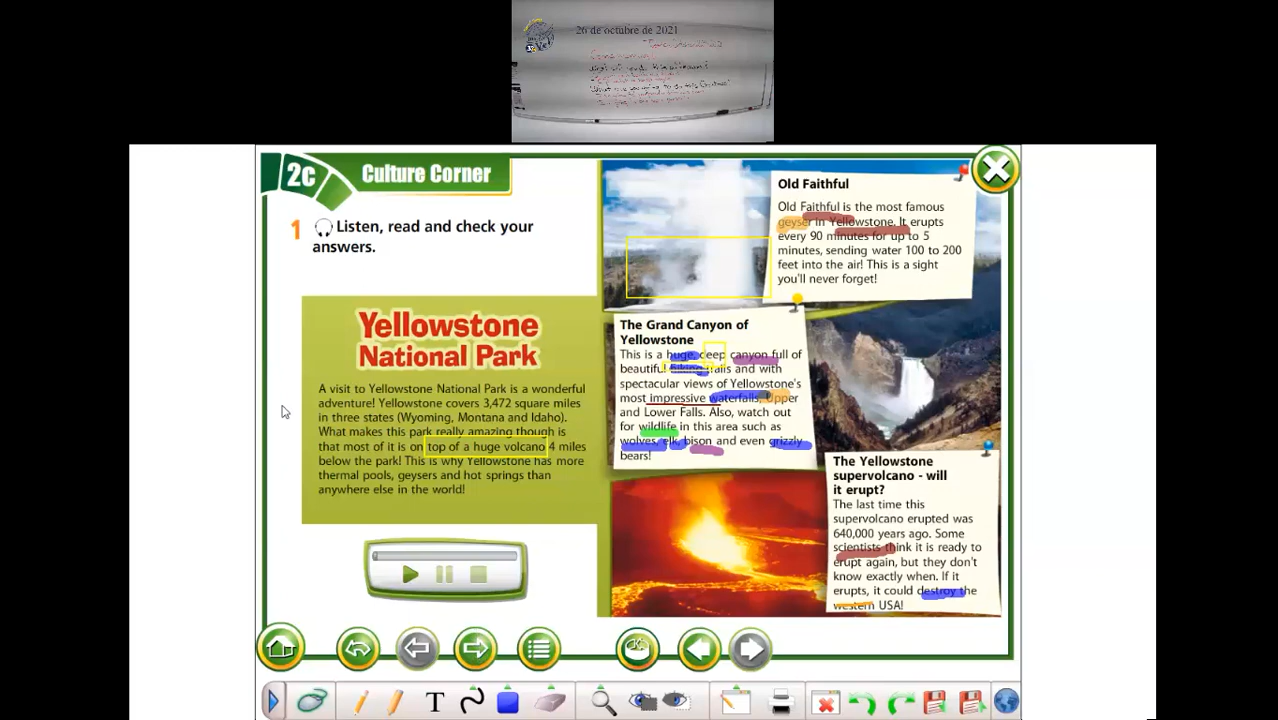 26 de octubre de 2021
2c
Culture Corner
1 Listen, read and check your
answers.
Yellowstone
National Park
A visit to Yellowstone National Park is a wonderful
adventure! Yellowstone covers 3,472 square miles
in three states (Wyoming, Montana and Idaho).
What makes this park really amazing though is
that most of it is on top of a huge volcano 4 miles
below the park! This is why Yellowstone has more
thermal pools, geysers and hot springs than
anywhere else in the world!
Old Faithful
Old Faithful is the most famous
geyser in Yellowstone. It erupts
every 90 minutes for up to 5
minutes, sending water 100 to 200
feet into the air! This is a sight
you'll never forget!
The Grand Canyon of
Yellowstone
This is a huge, deep canyon full of
beautiful hiking trails and with
spectacular views of Yellowstone's
most impressive waterfalls, Upper
and Lower Falls. Also, watch out
for wildlife in this area such as
wolves, elk, bison and even grizzly
bears!
The Yellowstone
supervolcano - will
it erupt?
The last time this
supervolcano erupted was
640,000 years ago. Some
scientists think it is ready to
erupt again, but they don't
know exactly when. If it
erupts, it could destroy the
western USA!
T